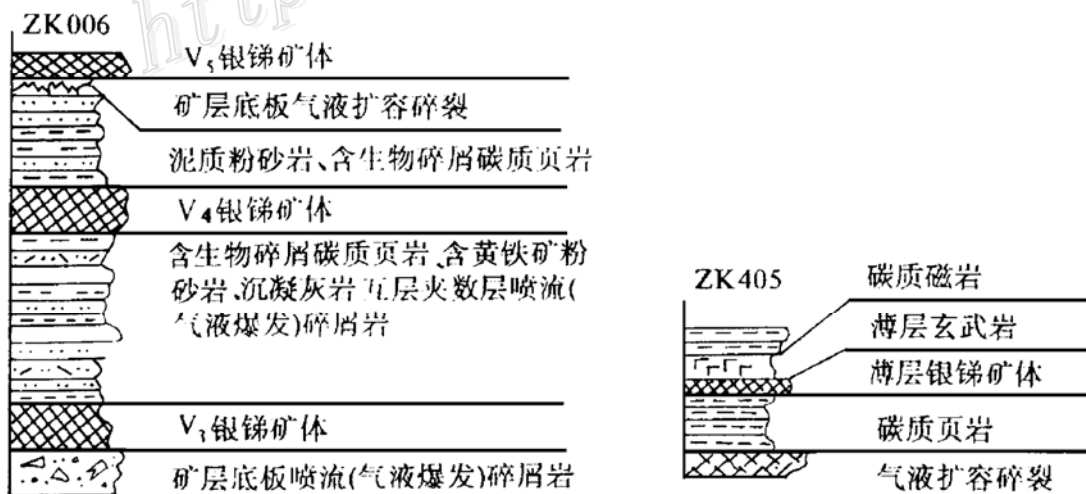 http
ZK006
V₅银锑矿体
矿层底板气液扩容碎裂
泥质粉砂岩、含生物碎屑碳质页岩
V₄银锑矿体
含生物碎屑碳质页岩、含黄铁矿粉
砂岩、沉凝灰岩互层夹数层喷流(
气液爆发)碎屑岩
V₃银锑矿体
矿层底板喷流(气液爆发)碎屑岩
ZK405
碳质磁岩
薄层玄武岩
薄层银锑矿体
碳质页岩
气液扩容碎裂